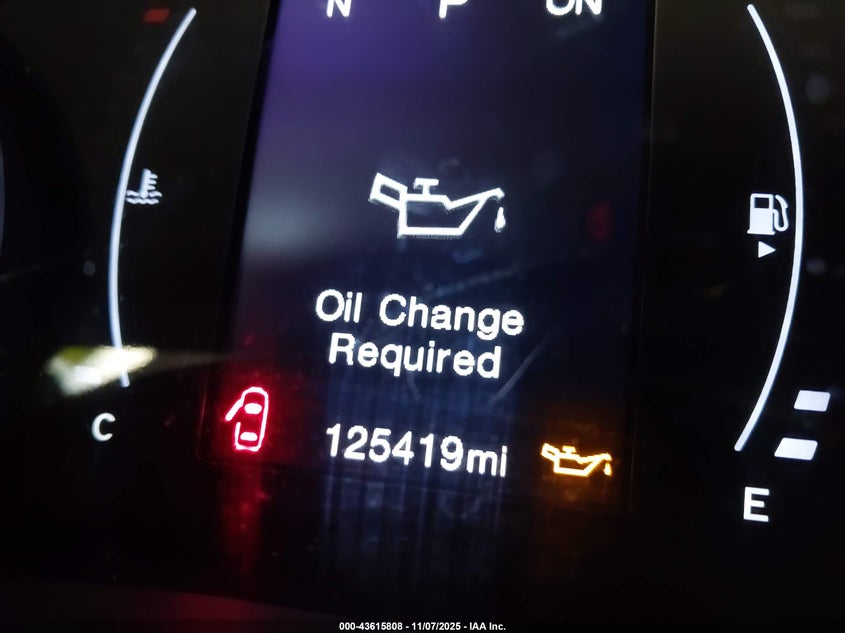 N P ON
Oil Change
Required
125419mi
C
E
000-43615808 - 11/07/2025 - IAA Inc.